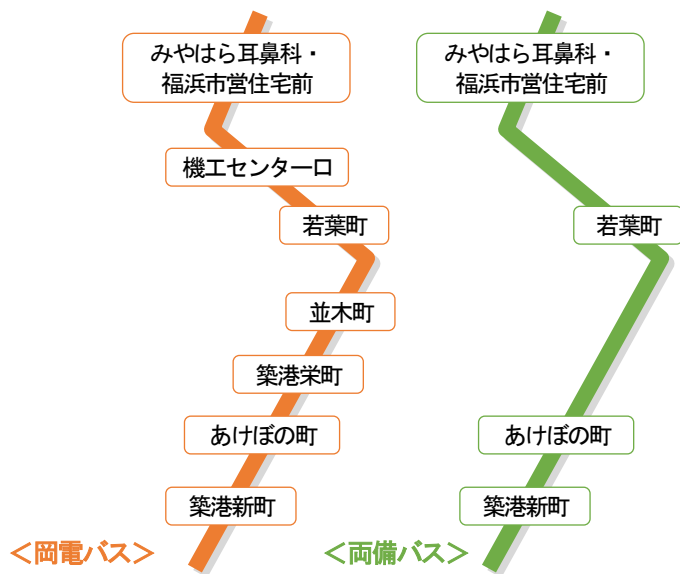 みやはら耳鼻科・
福浜市営住宅前
機工センター口
若葉町
並木町
築港栄町
あけぼの町
築港新町
＜岡電バス＞
みやはら耳鼻科・
福浜市営住宅前
若葉町
あけぼの町
築港新町
＜両備バス＞